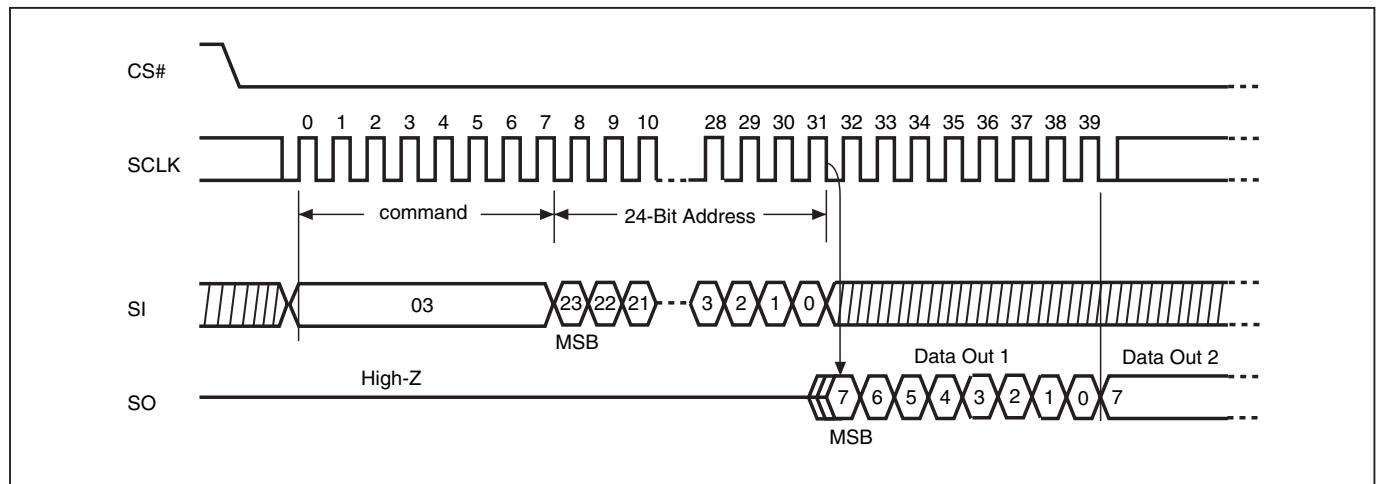 CS#
0 1 2 3 4 5 6 7 8 9 10 28 29 30 31 32 33 34 35 36 37 38 39
SCLK
command 24-Bit Address
SI 03 23 22 21 3 2 1 0
MSB
High-Z Data Out 1 Data Out 2
SO 7 6 5 4 3 2 1 0 7
MSB